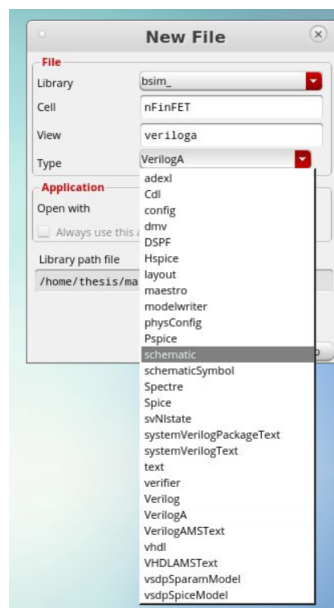 New File
File
Library bsim_
Cell nFinFET
View veriloga
Type VerilogA
adexl
Cdl
config
dmv
DSPF
Hspice
layout
maestro
modelwriter
physConfig
Pspice
schematic
schematicSymbol
Spectre
Spice
svNIstate
systemVerilogPackageText
systemVerilogText
text
verifier
Verilog
VerilogA
VerilogAMSText
vhdl
VHDLAMSText
vsdpSparamModel
vsdpSpiceModel
Application
Open with
Always use this
Library path file
/home/thesis/ma